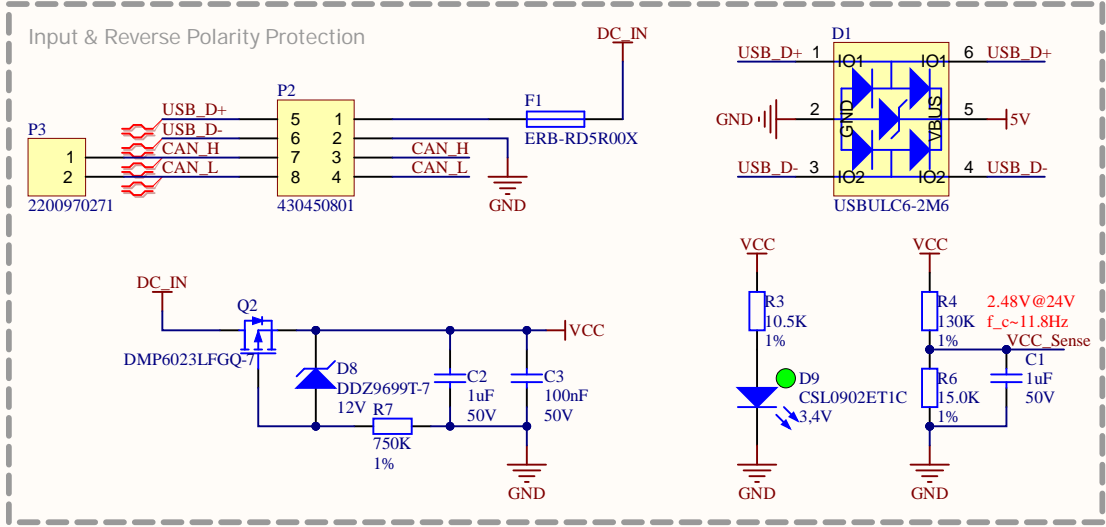 Input & Reverse Polarity Protection
DC_IN
F1
ERB-RD5R00X
P2
USB_D+ 5 1
USB_D- 6 2
CAN_H 7 3 CAN_H
CAN_L 8 4 CAN_L
430450801
GND
P3
1
2
2200970271
D1
USB_D+ 1 IO1 IO1 6 USB_D+
GND 2 GND VBUS 5 5V
USB_D- 3 IO2 IO2 4 USB_D-
USBULC6-2M6
DC_IN
Q2
DMP6023LFGQ-7
VCC
D8
DDZ9699T-7
12V
R7
750K
1%
C2
1uF
50V
C3
100nF
50V
GND
VCC
R3
10.5K
1%
D9
CSL0902ET1C
3,4V
GND
VCC
R4
130K
1%
2.48V@24V
f_c~11.8Hz
VCC_Sense
R6
15.0K
1%
C1
1uF
50V
GND